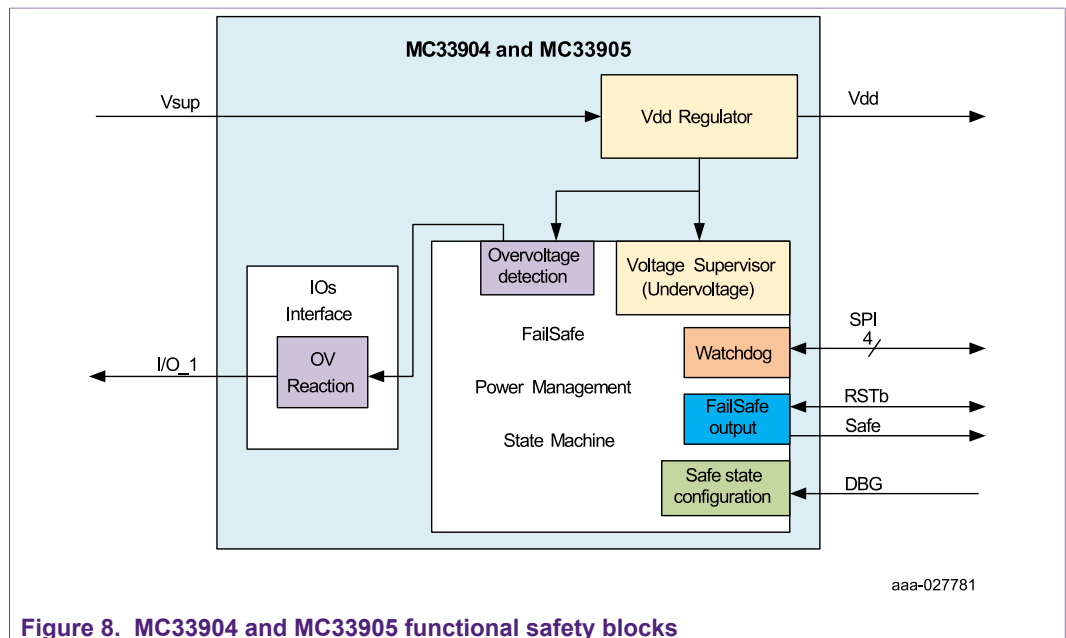 MC33904 and MC33905
Vsup
Vdd Regulator
Vdd
Overvoltage
detection
Voltage Supervisor
(Undervoltage)
IOs
Interface
FailSafe
SPI
4
Watchdog
I/O_1
OV
Reaction
Power Management
RSTb
FailSafe
output
Safe
State Machine
Safe state
configuration
DBG
aaa-027781
Figure 8. MC33904 and MC33905 functional safety blocks